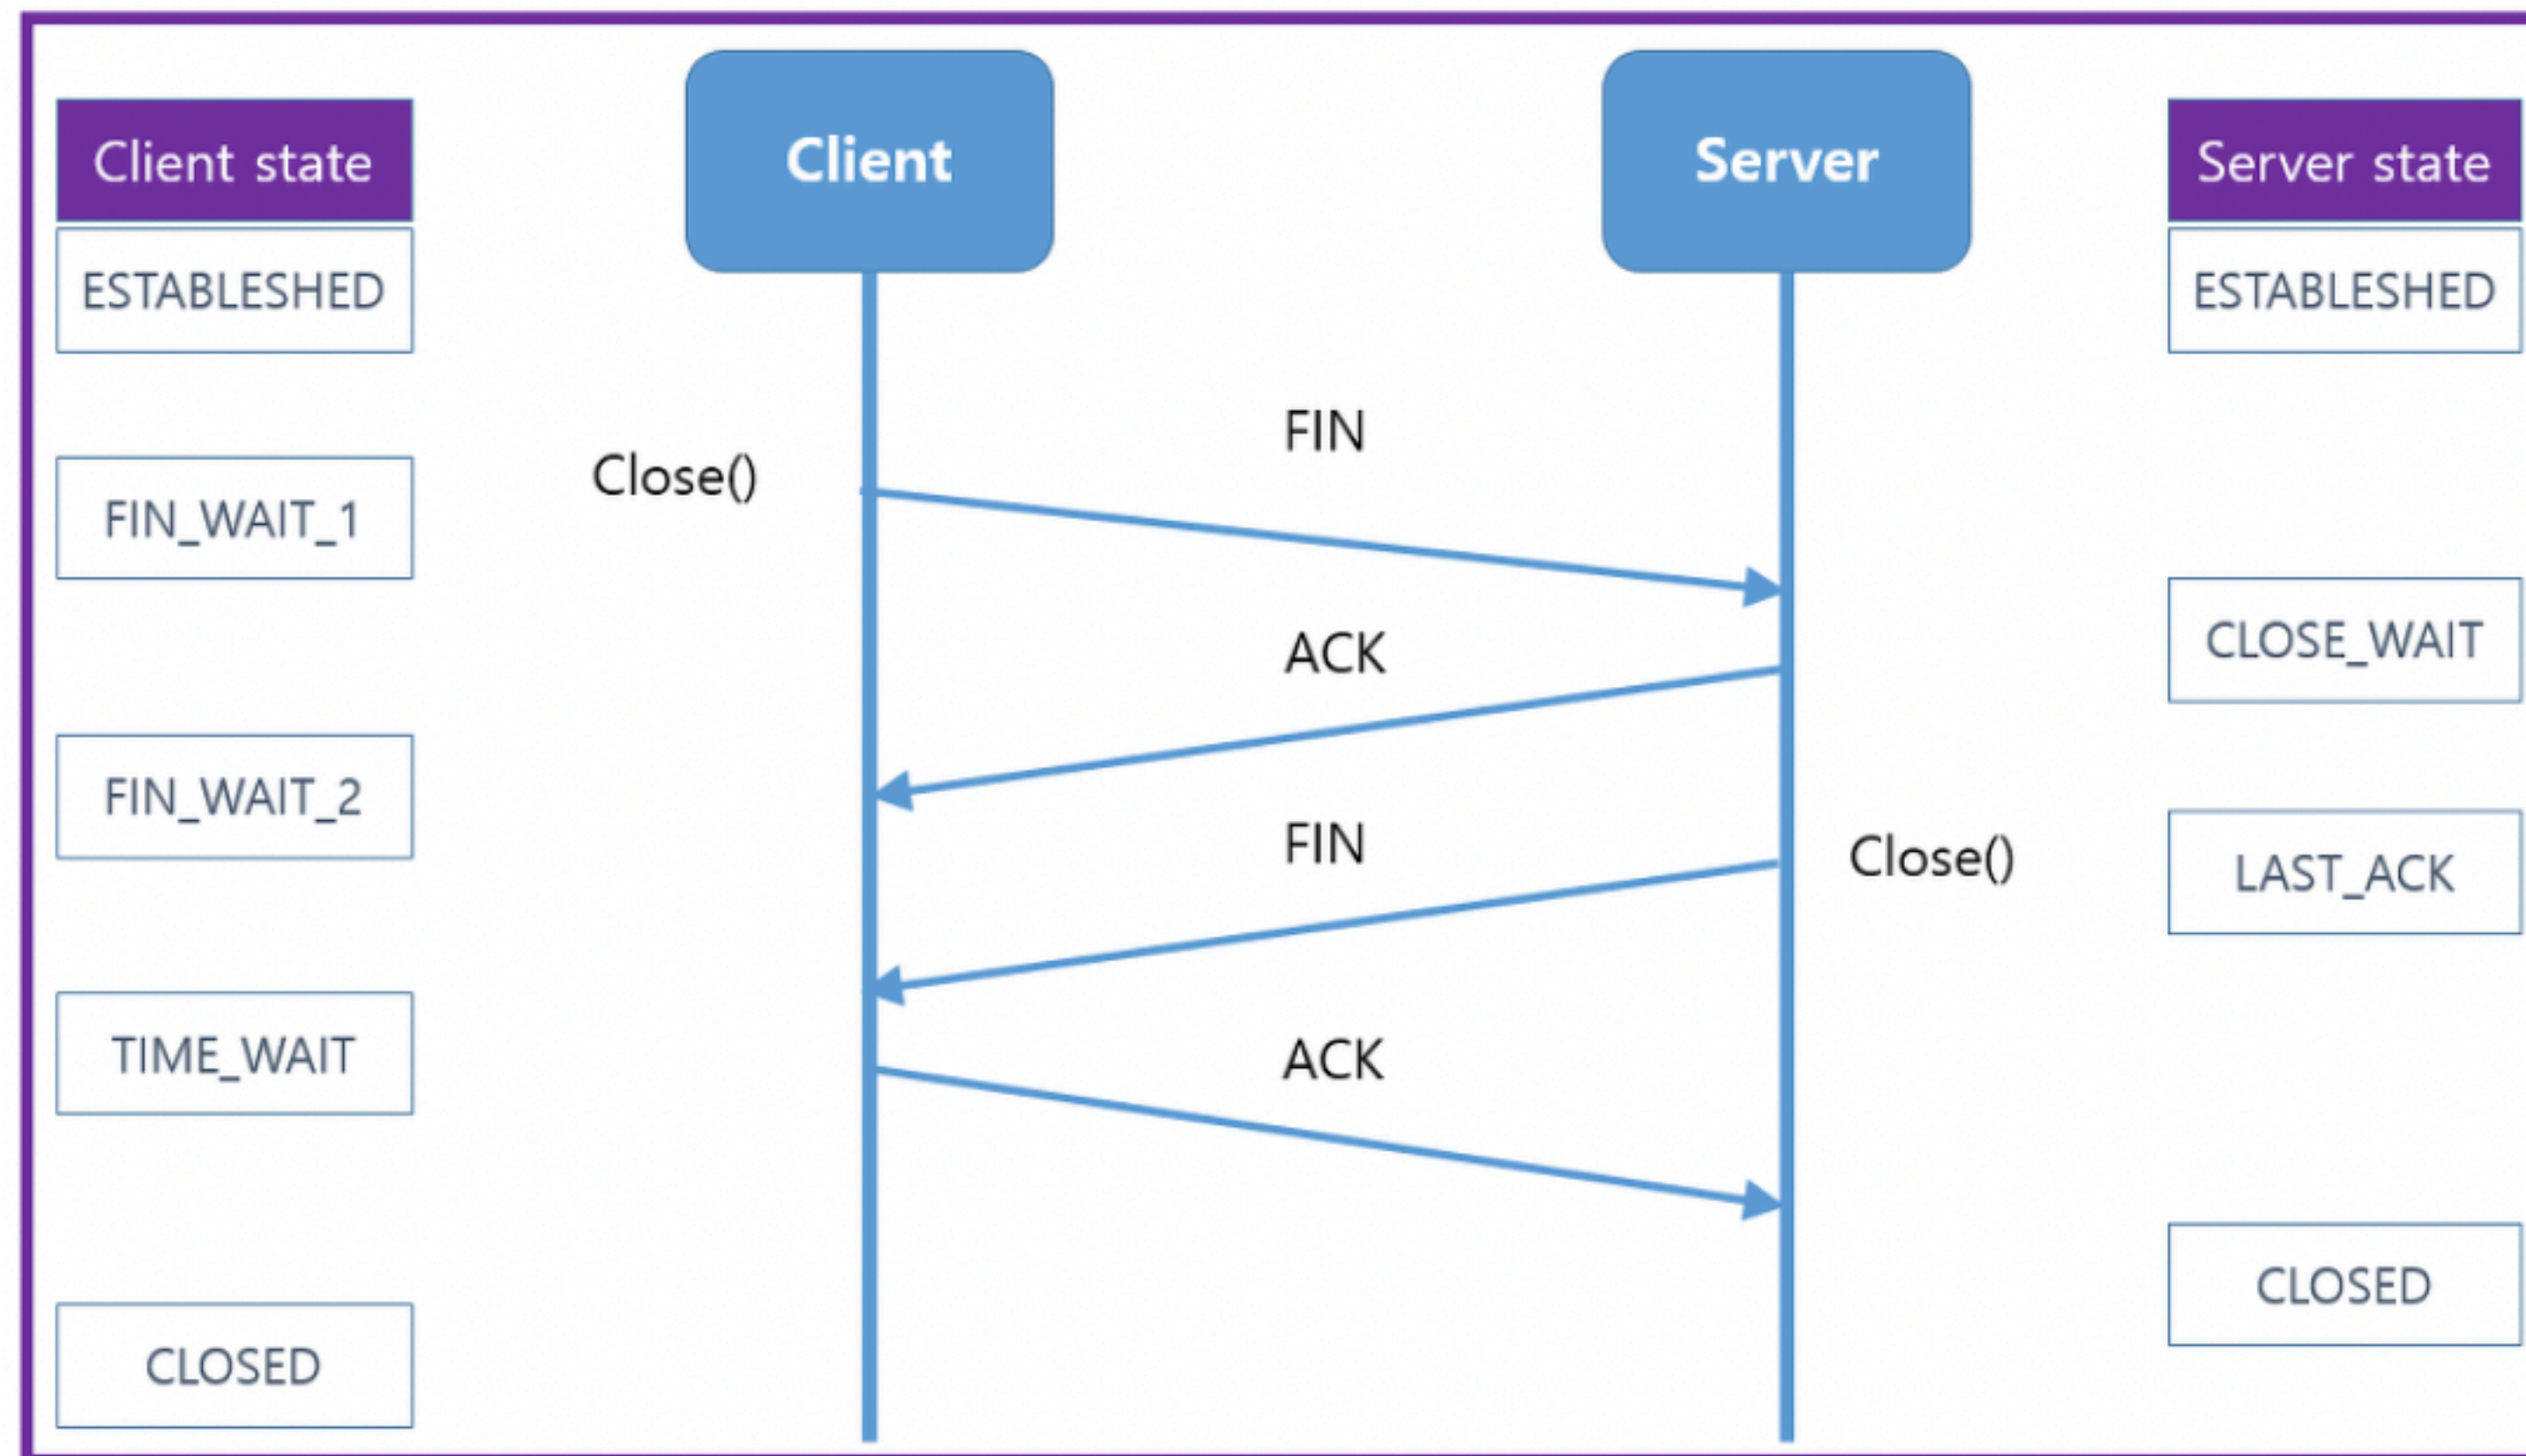 Client state
Client
Server
Server state
ESTABLESHED
ESTABLESHED
FIN
Close()
FIN_WAIT_1
ACK
CLOSE_WAIT
FIN_WAIT_2
FIN
Close()
LAST_ACK
TIME_WAIT
ACK
CLOSED
CLOSED